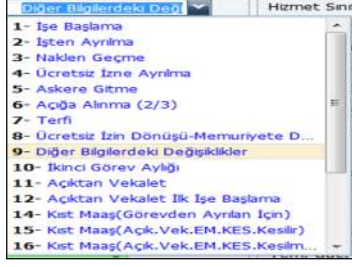 Diğer Bilgilerdeki Deği
Hizmet Sını
1- İşe Başlama
2- İşten Ayrılma
3- Naklen Geçme
4- Ücretsiz İzne Ayrılma
5- Askere Gitme
6- Açığa Alınma (2/3)
7- Terfi
8- Ücretsiz İzin Dönüşü-Memuriyete D...
9- Diğer Bilgilerdeki Değişiklikler
10- İkinci Görev Aylığı
11- Açıktan Vekalet
12- Açıktan Vekalet İlk İşe Başlama
14- Kıst Maaş(Görevden Ayrılan İçin)
15- Kıst Maaş(Açık.Vek.EM.KES.Kesilir)
16- Kıst Maaş(Açık.Vek.EM.KES.Kesilm...